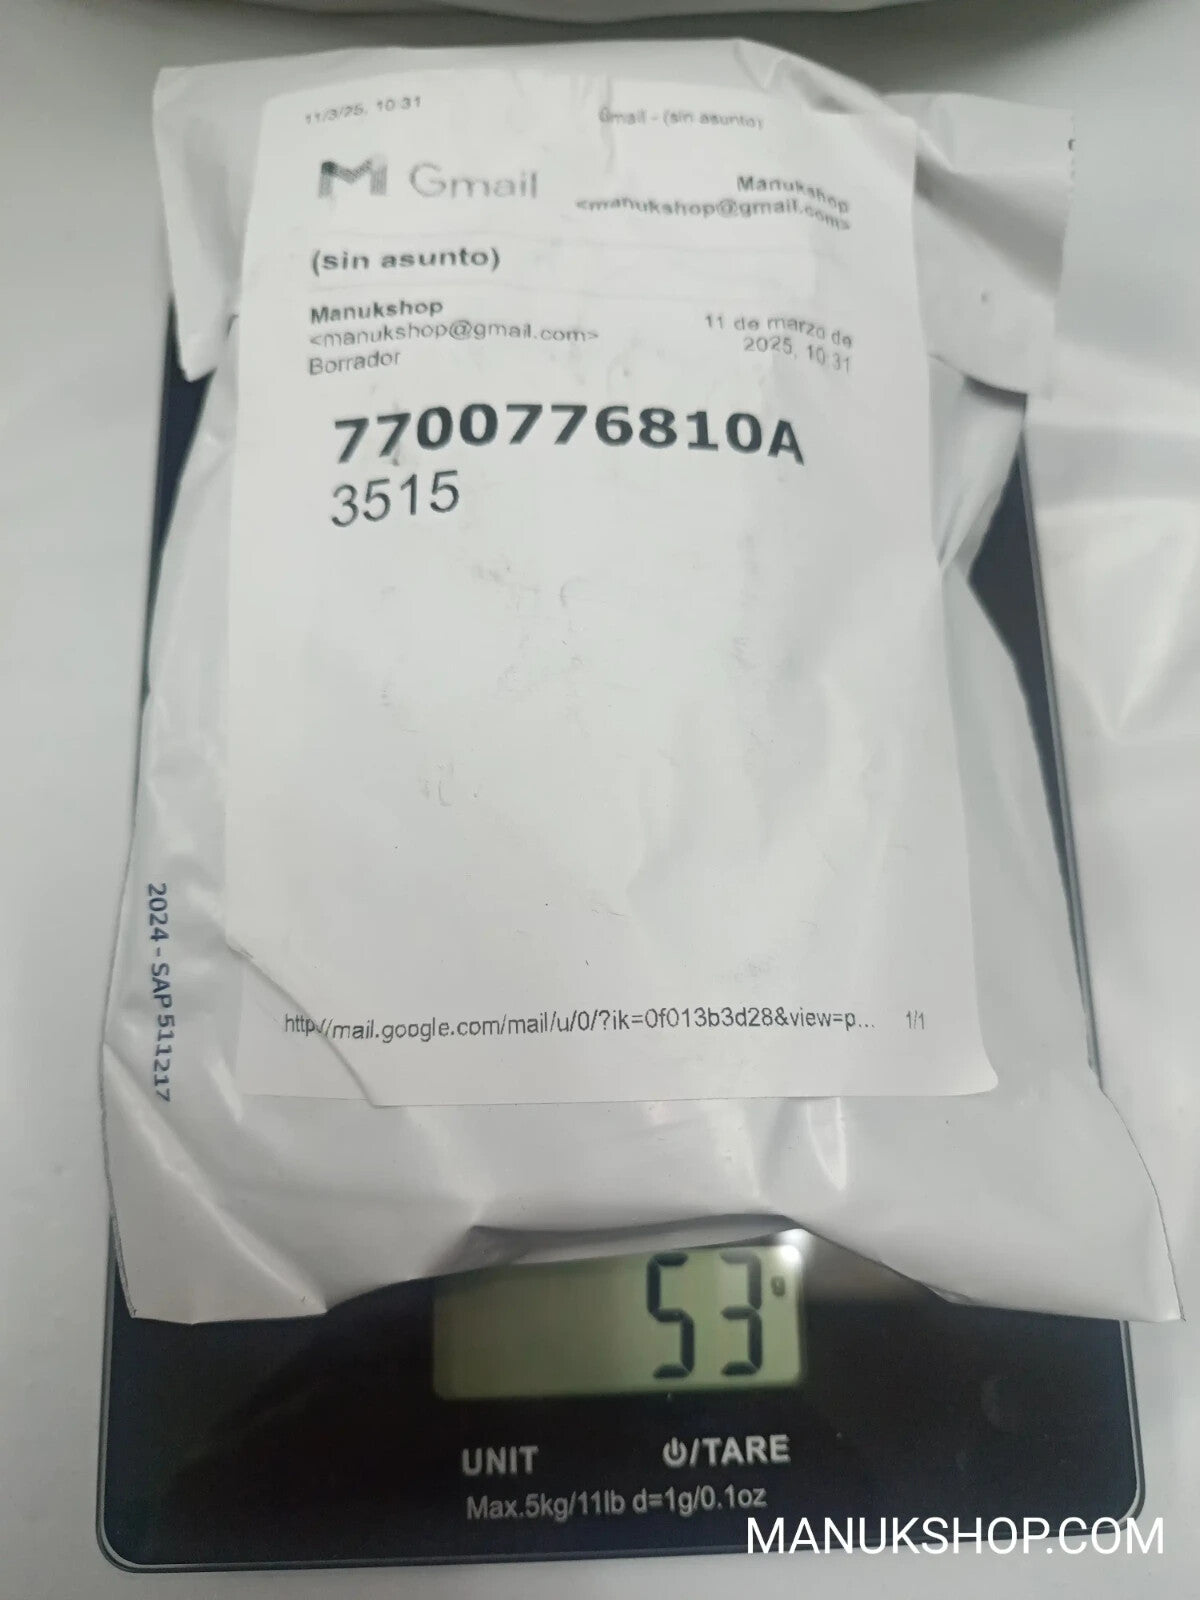 11/3/25, 10:31
Gmail - (sin asunto)
Gmail
Manukshop
<manukshop@gmail.com>
(sin asunto)
Manukshop
<manukshop@gmail.com>
Borrador
11 de marzo de
2025, 10:31
7700776810A
3515
2024 - SAP 511217
http://mail.google.com/mail/u/0/?ik=0f013b3d28&view=p...
1/1
53 g
UNIT
/TARE
Max.5kg/11lb d=1g/0.1oz
MANUKSHOP.COM